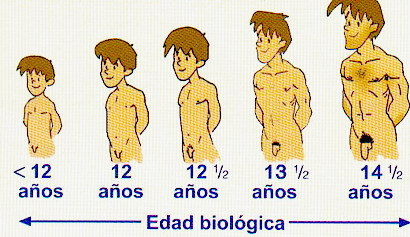 < 12 años
12 años
12 ½ años
13 ½ años
14 ½ años
Edad biológica